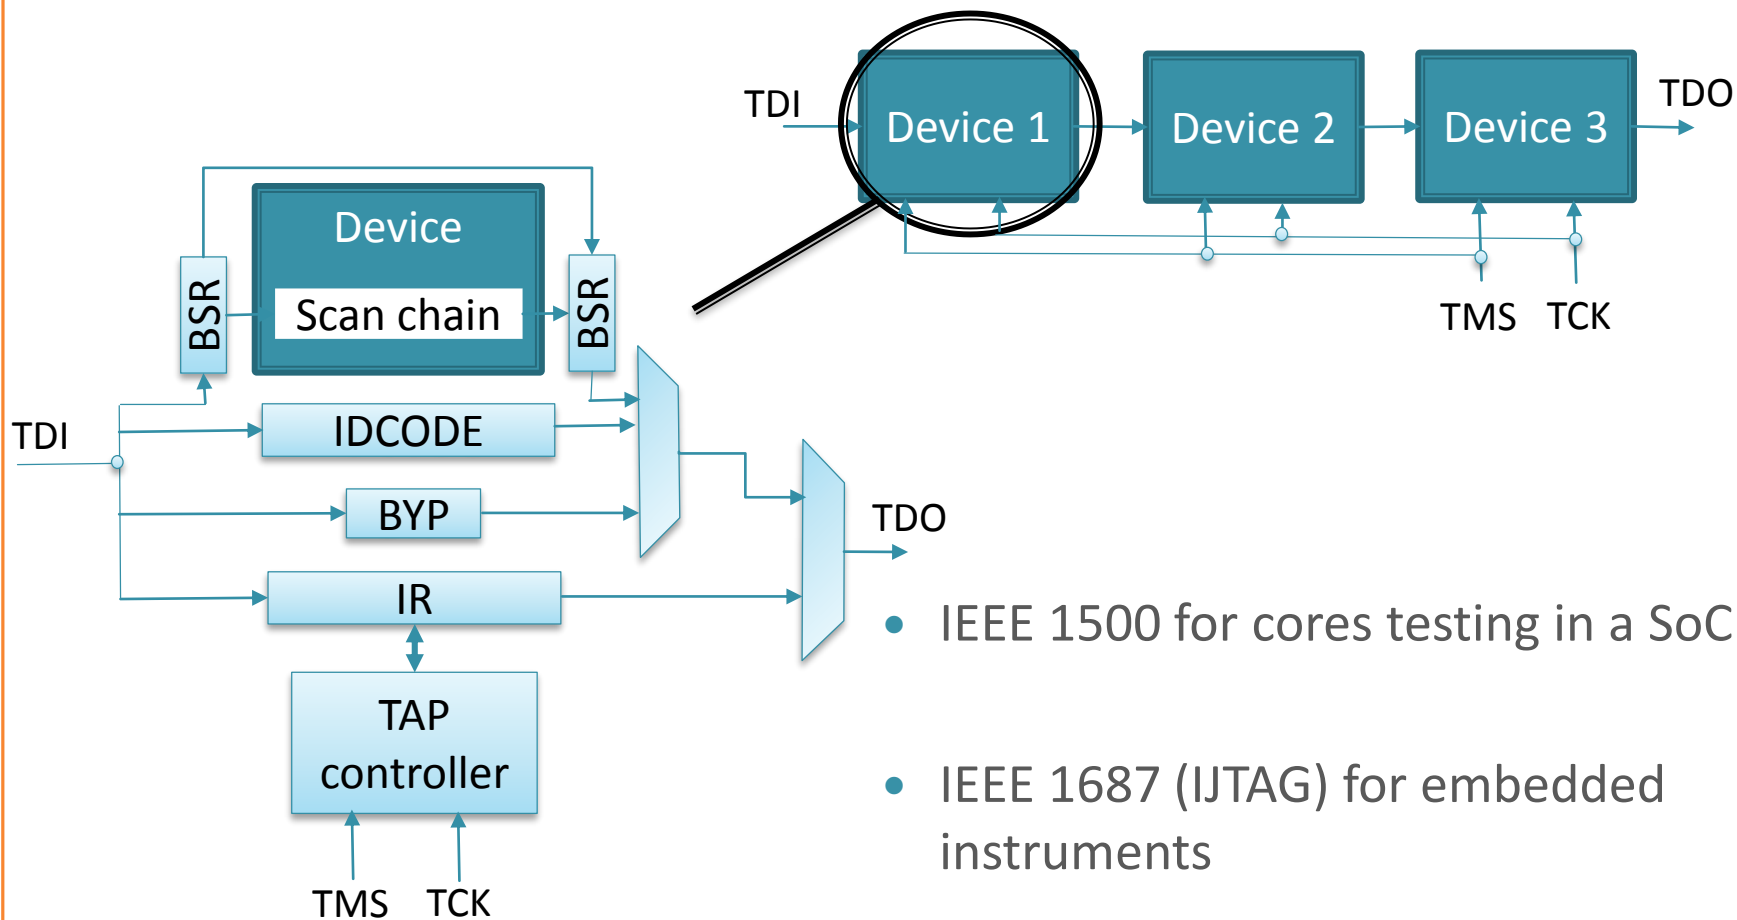 TDI
Device 1
Device 2
Device 3
TDO
TMS
TCK
Device
Scan chain
BSR
BSR
TDI
IDCODE
BYP
IR
TDO
TAP
controller
TMS
TCK
• IEEE 1500 for cores testing in a SoC
• IEEE 1687 (IJTAG) for embedded
instruments